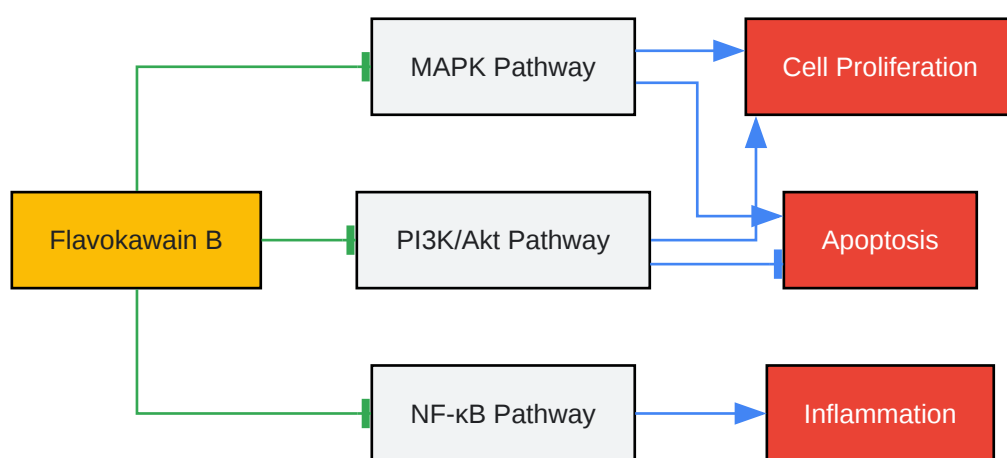 MAPK Pathway
Cell Proliferation
Flavokawain B
PI3K/Akt Pathway
Apoptosis
NF-κB Pathway
Inflammation